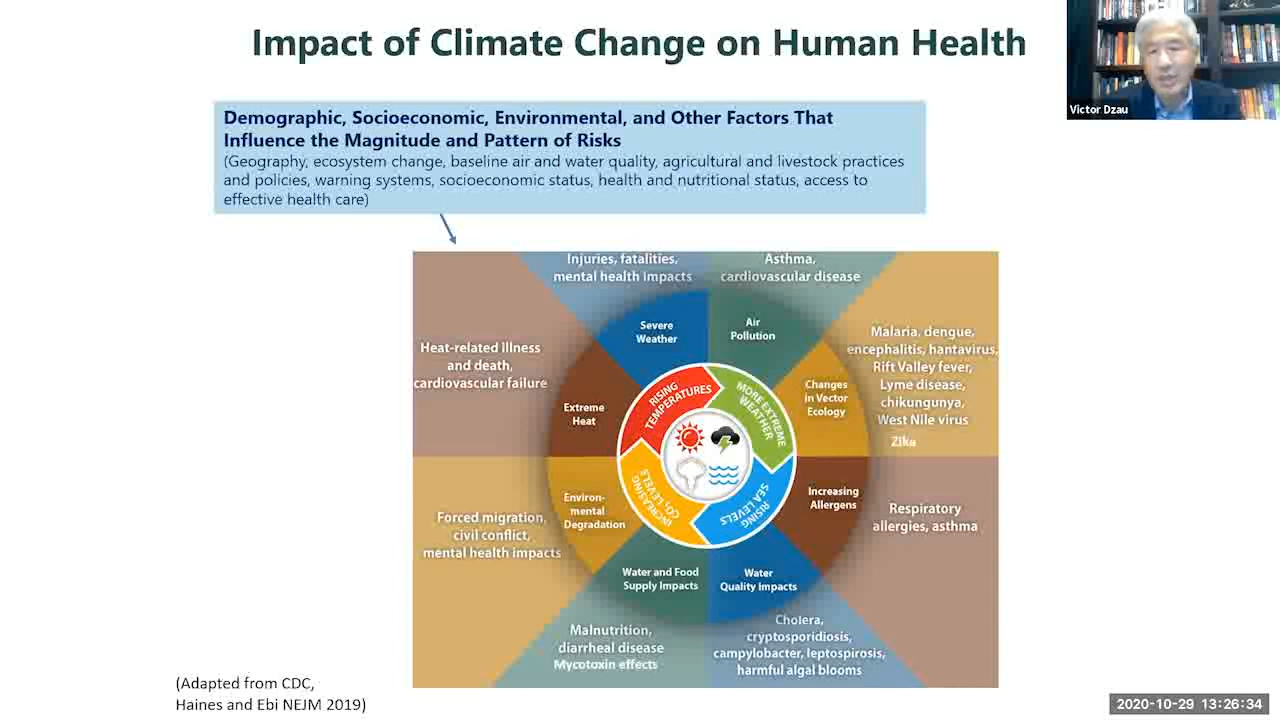 Impact of Climate Change on Human Health
Victor Dzau
Demographic, Socioeconomic, Environmental, and Other Factors That
Influence the Magnitude and Pattern of Risks
(Geography, ecosystem change, baseline air and water quality, agricultural and livestock practices
and policies, warning systems, socioeconomic status, health and nutritional status, access to
effective health care)
Injuries, fatalities,
mental health impacts
Asthma,
cardiovascular disease
Severe
Weather
Air
Pollution
Heat-related Illness
and death,
cardiovascular failure
Malaria, dengue,
encephalitis, hantavirus,
Rift Valley fever,
Lyme disease,
chikungunya,
West Nile virus
Zika
Extreme
Heat
Changes
in Vector
Ecology
RISING
TEMPERATURES
MORE EXTREME
WEATHER
INCREASING
CO₂ LEVELS
RISING
SEA LEVELS
Environ-
mental
Degradation
Increasing
Allergens
Forced migration,
civil conflict,
mental health impacts
Respiratory
allergies, asthma
Water and Food
Supply Impacts
Water
Quality Impacts
Malnutrition,
diarrheal disease
Mycotoxin effects
Cholera,
cryptosporidiosis,
campylobacter, leptospirosis,
harmful algal blooms
(Adapted from CDC,
Haines and Ebi NEJM 2019)
2020-10-29 13:26:34